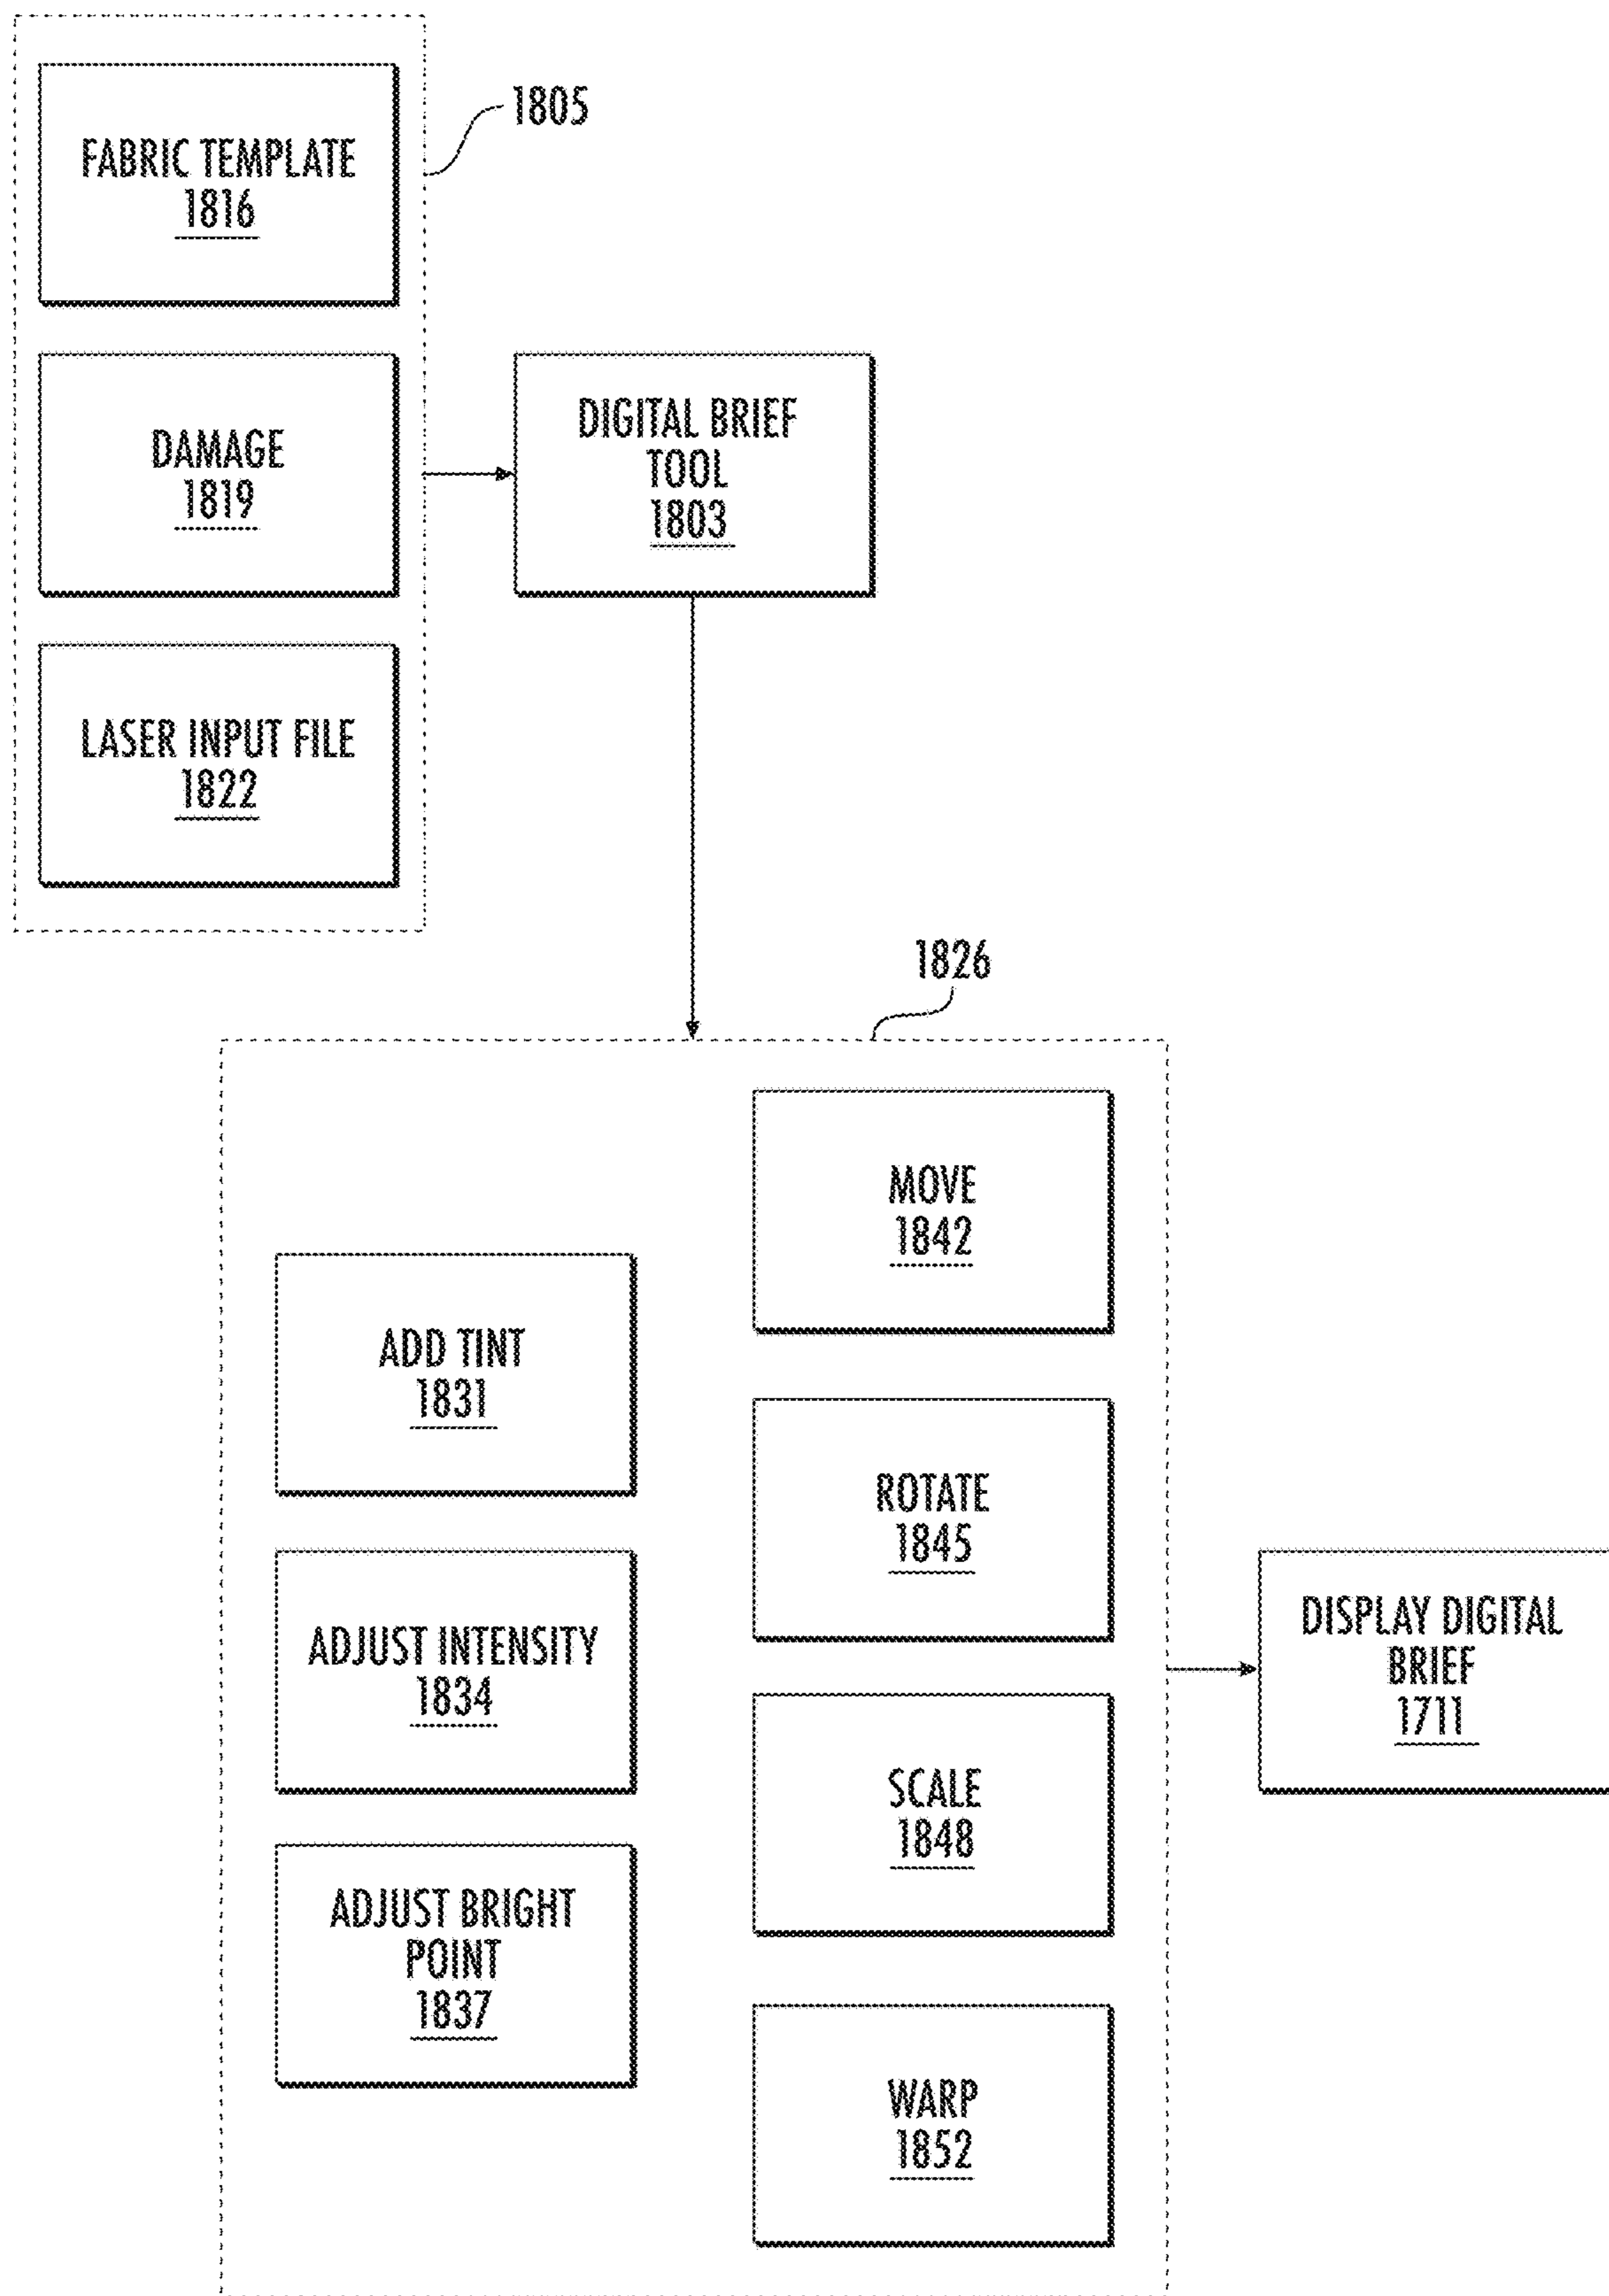 FABRIC TEMPLATE
1816
1805
DAMAGE
1819
DIGITAL BRIEF
TOOL
1803
LASER INPUT FILE
1822
1826
ADD TINT
1831
ADJUST INTENSITY
1834
ADJUST BRIGHT
POINT
1837
MOVE
1842
ROTATE
1845
SCALE
1848
WARP
1852
DISPLAY DIGITAL
BRIEF
1711